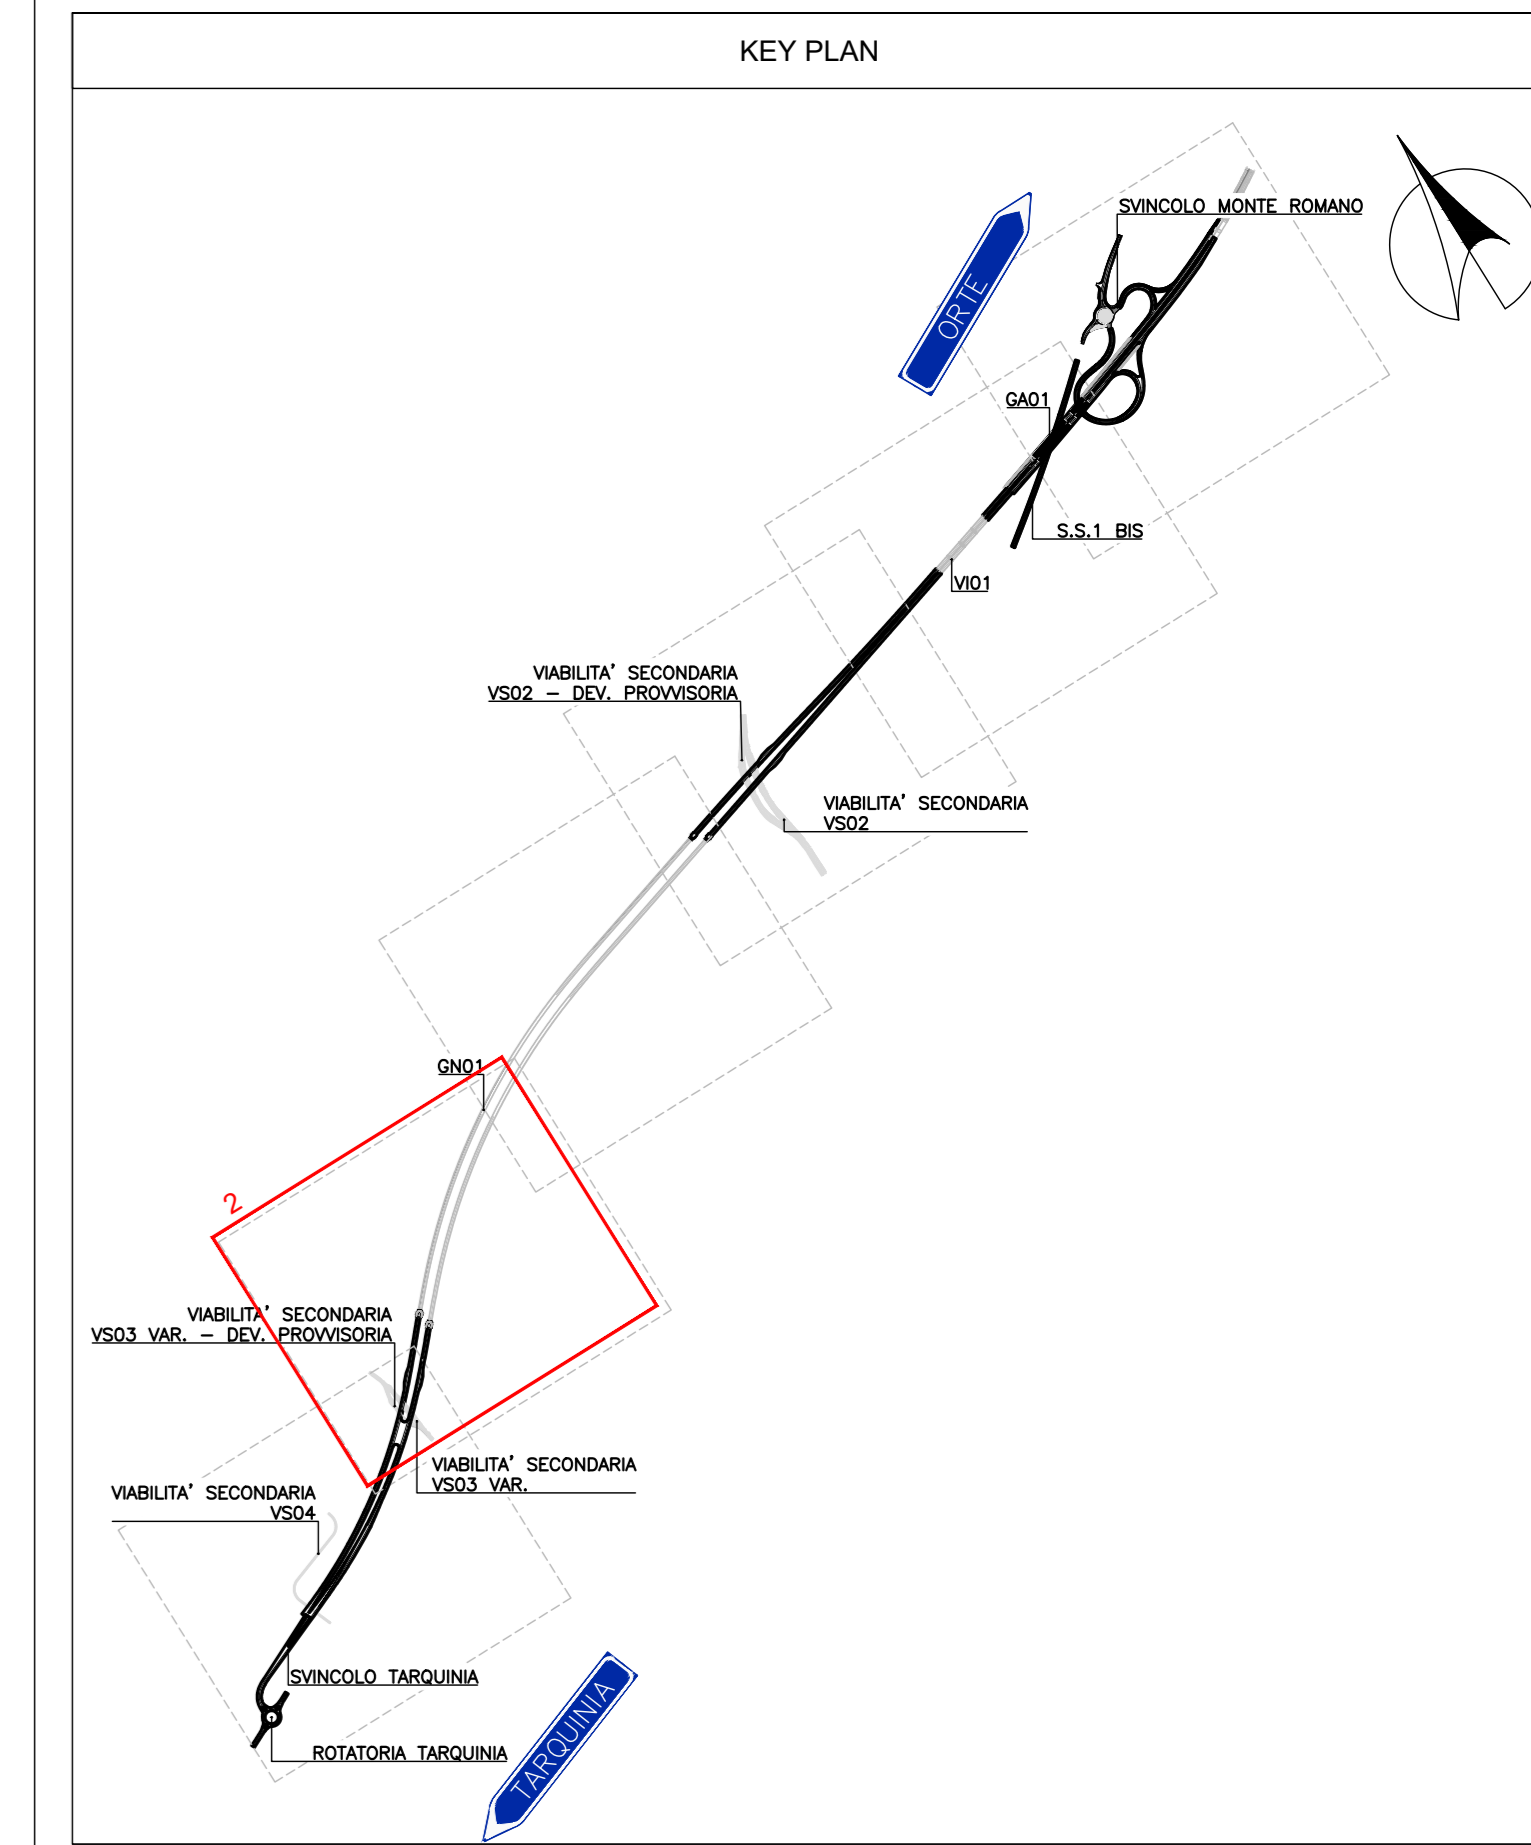 KEY PLAN
SVINCOLO MONTE ROMANO
ORTE
GA01
S.S.1 BIS
VI01
VIABILITA' SECONDARIA
VS02 – DEV. PROVVISORIA
VIABILITA' SECONDARIA
VS02
GN01
2
VIABILITA' SECONDARIA
VS03 VAR. – DEV. PROVVISORIA
VIABILITA' SECONDARIA
VS03 VAR.
VIABILITA' SECONDARIA
VS04
SVINCOLO TARQUINIA
TARQUINIA
ROTATORIA TARQUINIA